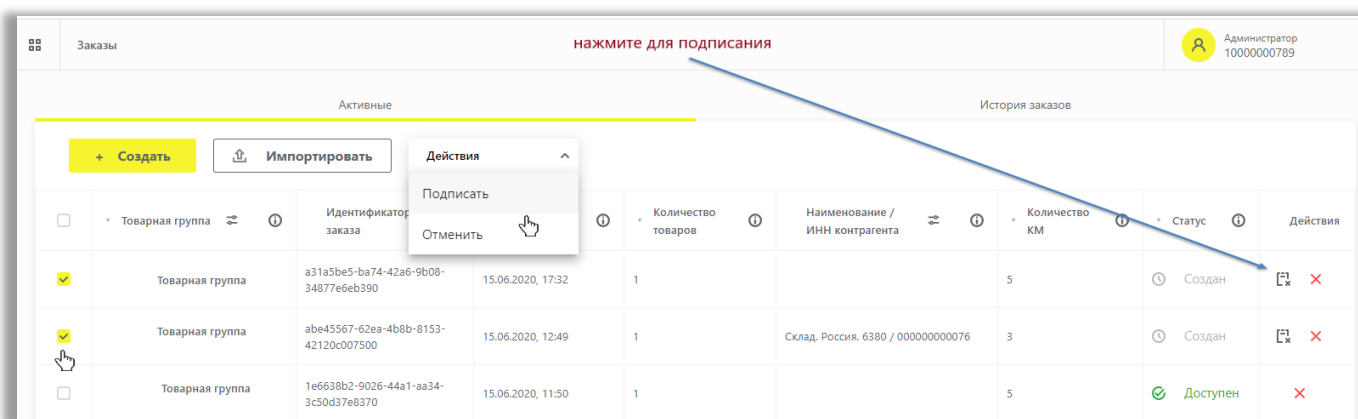 Заказы
нажмите для подписания
Администратор
10000000789
Активные
История заказов
+ Создать
Импортировать
Действия
Подписать
Отменить
Товарная группа
Идентификатор
заказа
Количество
товаров
Наименование /
ИНН контрагента
Количество
КМ
Статус
Действия
Товарная группа
a31a5be5-ba74-42a6-9b08-
34877e6eb390
15.06.2020, 17:32
1
5
Создан
Товарная группа
abe45567-62ea-4b8b-8153-
42120c007500
15.06.2020, 12:49
1
Склад. Россия. 6380 / 000000000076
3
Создан
Товарная группа
1e6638b2-9026-44a1-aa34-
3c50d37e8370
15.06.2020, 11:50
1
5
Доступен